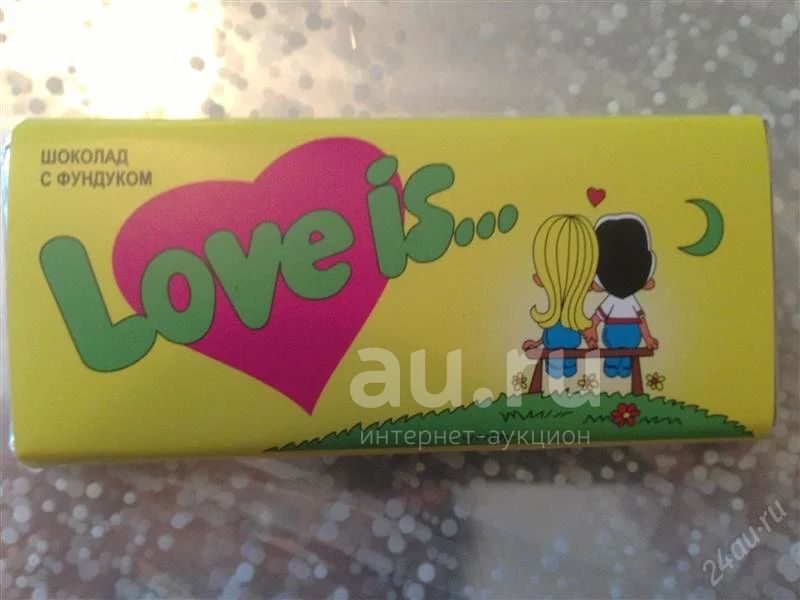 ШОКОЛАД
С ФУНДУКОМ
Love is...
au.ru
интернет-аукцион
24au.ru